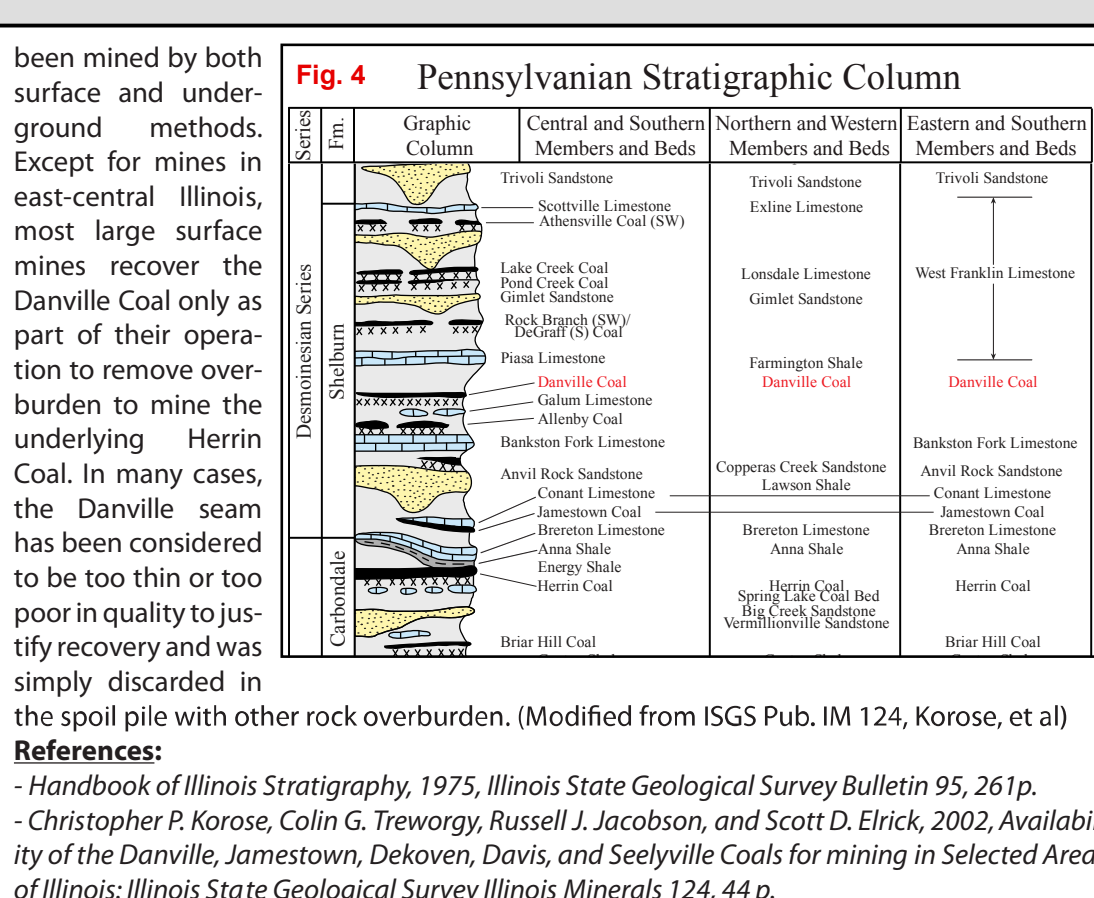 been mined by both
surface and under-
ground methods.
Except for mines in
east-central Illinois,
most large surface
mines recover the
Danville Coal only as
part of their opera-
tion to remove over-
burden to mine the
underlying Herrin
Coal. In many cases,
the Danville seam
has been considered
to be too thin or too
poor in quality to jus-
tify recovery and was
simply discarded in
the spoil pile with other rock overburden. (Modified from ISGS Pub. IM 124, Korose, et al)
Fig. 4 Pennsylvanian Stratigraphic Column
Series
Fm.
Graphic
Column
Central and Southern
Members and Beds
Northern and Western
Members and Beds
Eastern and Southern
Members and Beds
Desmoinesian Series
Shelburn
Carbondale
Trivoli Sandstone
Scottville Limestone
Athensville Coal (SW)
Lake Creek Coal
Pond Creek Coal
Gimlet Sandstone
Rock Branch (SW)/
DeGraff (S) Coal
Piasa Limestone
Danville Coal
Galum Limestone
Allenby Coal
Bankston Fork Limestone
Anvil Rock Sandstone
Conant Limestone
Jamestown Coal
Brereton Limestone
Anna Shale
Energy Shale
Herrin Coal
Briar Hill Coal
Trivoli Sandstone
Exline Limestone
Lonsdale Limestone
Gimlet Sandstone
Farmington Shale
Danville Coal
Copperas Creek Sandstone
Lawson Shale
Brereton Limestone
Anna Shale
Herrin Coal
Spring Lake Coal Bed
Big Creek Sandstone
Vermillionville Sandstone
Trivoli Sandstone
West Franklin Limestone
Danville Coal
Bankston Fork Limestone
Anvil Rock Sandstone
Conant Limestone
Jamestown Coal
Brereton Limestone
Anna Shale
Herrin Coal
Briar Hill Coal
References:
- Handbook of Illinois Stratigraphy, 1975, Illinois State Geological Survey Bulletin 95, 261p.
- Christopher P. Korose, Colin G. Treworgy, Russell J. Jacobson, and Scott D. Elrick, 2002, Availabil
ity of the Danville, Jamestown, Dekoven, Davis, and Seelyville Coals for mining in Selected Area
of Illinois: Illinois State Geological Survey Illinois Minerals 124, 44 p.